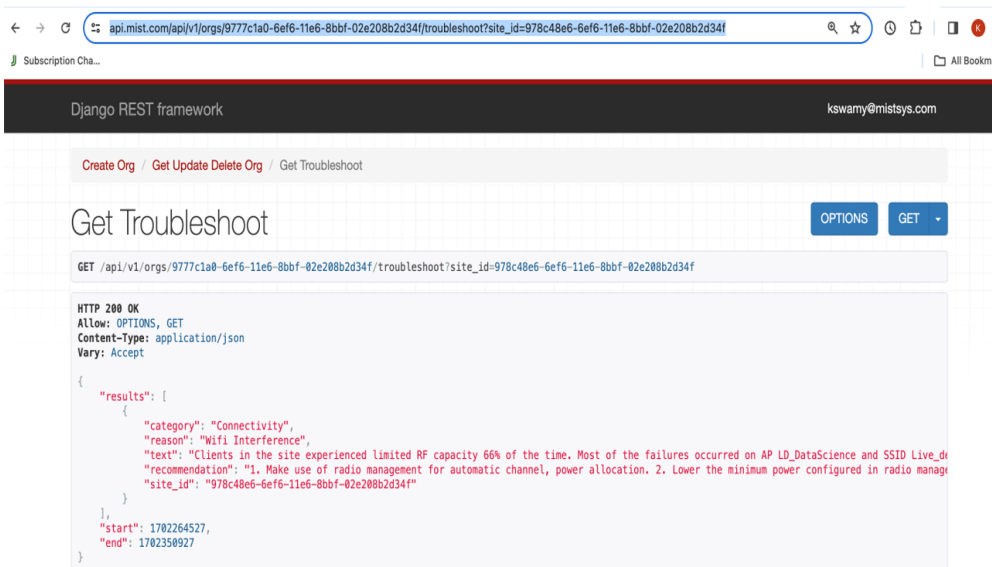 api.mist.com/api/v1/orgs/9777c1a0-6ef6-11e6-8bbf-02e208b2d34f/troubleshoot?site_id=978c48e6-6ef6-11e6-8bbf-02e208b2d34f
K
Subscription Cha...
All Bookm
Django REST framework
kswamy@mistsys.com
Create Org / Get Update Delete Org / Get Troubleshoot
Get Troubleshoot
OPTIONS
GET
GET /api/v1/orgs/9777c1a0-6ef6-11e6-8bbf-02e208b2d34f/troubleshoot?site_id=978c48e6-6ef6-11e6-8bbf-02e208b2d34f
HTTP 200 OK
Allow: OPTIONS, GET
Content-Type: application/json
Vary: Accept
{
"results": [
{
"category": "Connectivity",
"reason": "Wifi Interference",
"text": "Clients in the site experienced limited RF capacity 66% of the time. Most of the failures occurred on AP LD_DataScience and SSID Live_de
"recommendation": "1. Make use of radio management for automatic channel, power allocation. 2. Lower the minimum power configured in radio manage
"site_id": "978c48e6-6ef6-11e6-8bbf-02e208b2d34f"
}
],
"start": 1702264527,
"end": 1702350927
}